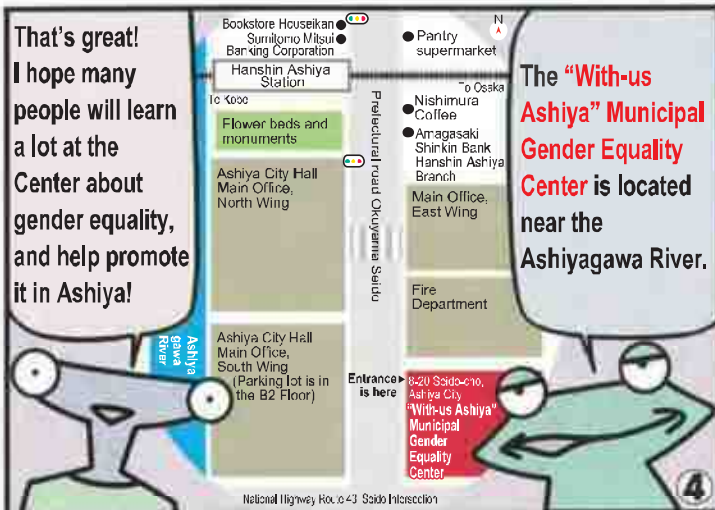 That's great!
I hope many
people will learn
a lot at the
Center about
gender equality,
and help promote
it in Ashiya!
Bookstore Houseikan
Sumitomo Mitsui
Banking Corporation
Hanshin Ashiya
Station
To Kobe
Flower beds and
monuments
Ashiya City Hall
Main Office,
North Wing
Ashiya City Hall
Main Office,
South Wing
(Parking lot is in
the B2 Floor)
Ashiya
gawa
River
Prefectural road Okuyama Seido
N
Pantry
supermarket
To Osaka
Nishimura
Coffee
Amagasaki
Shinkin Bank
Hanshin Ashiya
Branch
Main Office,
East Wing
Fire
Department
Entrance
is here
8-20 Seido-cho,
Ashiya City
"With-us Ashiya"
Municipal
Gender
Equality
Center
National Highway Route 43 Seido Intersection
The "With-us
Ashiya" Municipal
Gender Equality
Center is located
near the
Ashiyagawa River.
4